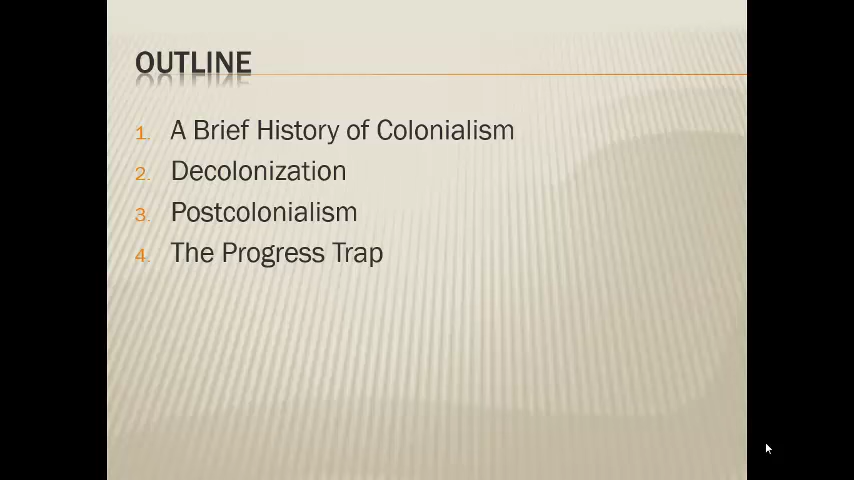 OUTLINE
1. A Brief History of Colonialism
2. Decolonization
3. Postcolonialism
4. The Progress Trap